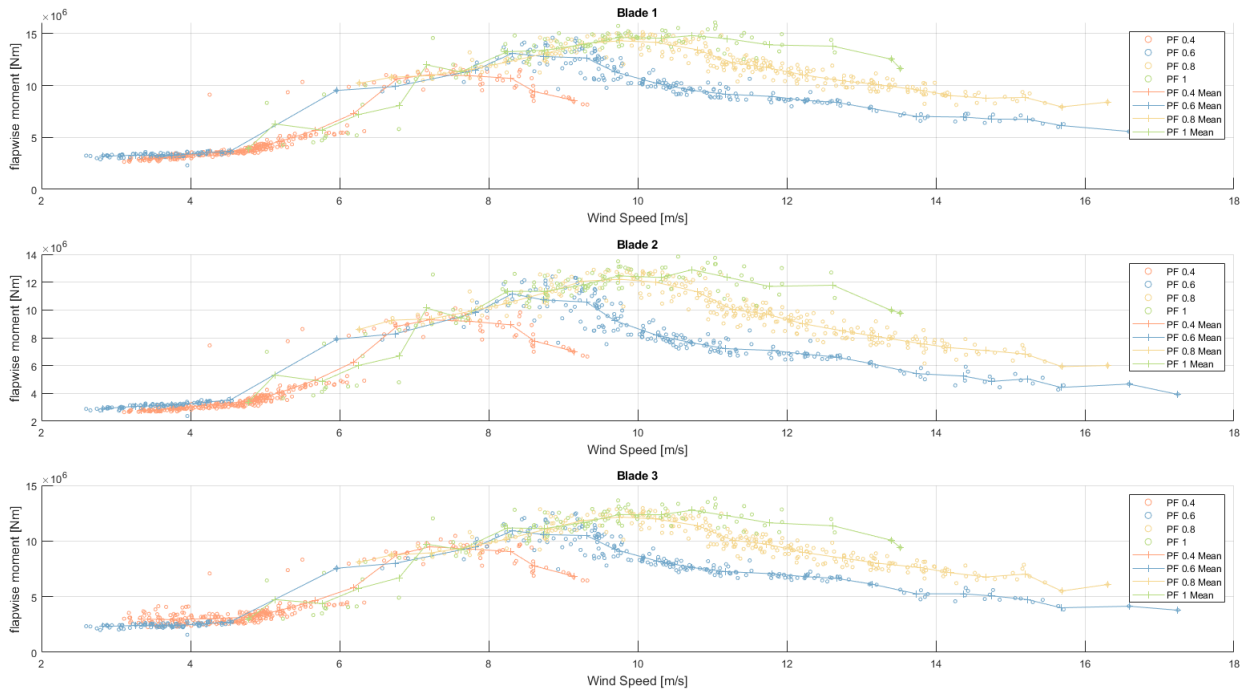 Blade 1
×10⁶
15
10
5
0
flapwise moment [Nm]
2 4 6 8 10 12 14 16 18
Wind Speed [m/s]
PF 0.4
PF 0.6
PF 0.8
PF 1
PF 0.4 Mean
PF 0.6 Mean
PF 0.8 Mean
PF 1 Mean
Blade 2
×10⁶
14
12
10
8
6
4
2
flapwise moment [Nm]
2 4 6 8 10 12 14 16 18
Wind Speed [m/s]
PF 0.4
PF 0.6
PF 0.8
PF 1
PF 0.4 Mean
PF 0.6 Mean
PF 0.8 Mean
PF 1 Mean
Blade 3
×10⁶
15
10
5
0
flapwise moment [Nm]
2 4 6 8 10 12 14 16 18
Wind Speed [m/s]
PF 0.4
PF 0.6
PF 0.8
PF 1
PF 0.4 Mean
PF 0.6 Mean
PF 0.8 Mean
PF 1 Mean